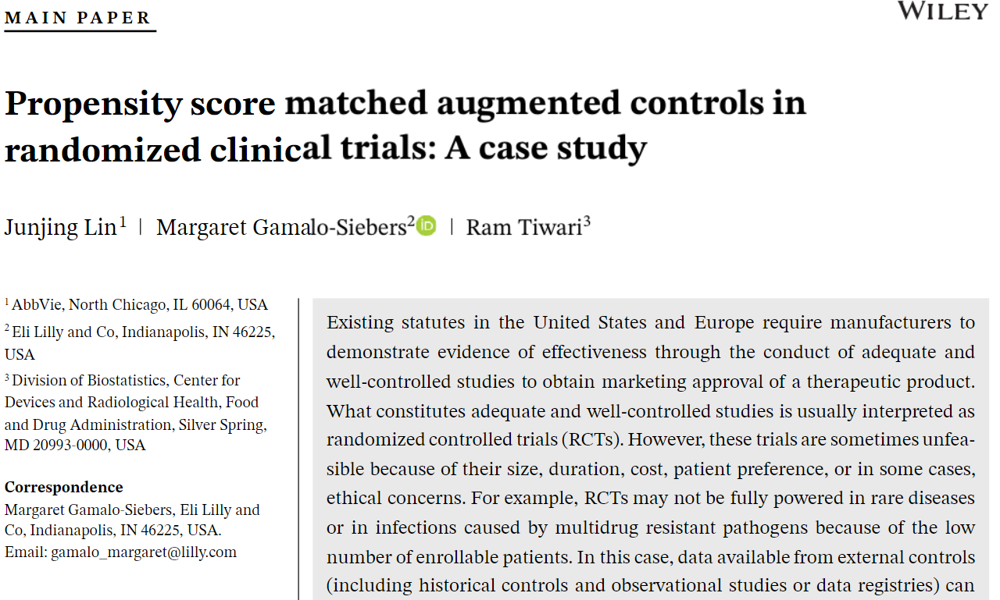 MAIN PAPER
WILEY
Propensity score matched augmented controls in
randomized clinical trials: A case study
Junjing Lin1 | Margaret Gamalo-Siebers2 iD | Ram Tiwari3
1 AbbVie, North Chicago, IL 60064, USA
2 Eli Lilly and Co, Indianapolis, IN 46225,
USA
3 Division of Biostatistics, Center for
Devices and Radiological Health, Food
and Drug Administration, Silver Spring,
MD 20993-0000, USA
Correspondence
Margaret Gamalo-Siebers, Eli Lilly and
Co, Indianapolis, IN 46225, USA.
Email: gamalo_margaret@lilly.com
Existing statutes in the United States and Europe require manufacturers to
demonstrate evidence of effectiveness through the conduct of adequate and
well-controlled studies to obtain marketing approval of a therapeutic product.
What constitutes adequate and well-controlled studies is usually interpreted as
randomized controlled trials (RCTs). However, these trials are sometimes unfea-
sible because of their size, duration, cost, patient preference, or in some cases,
ethical concerns. For example, RCTs may not be fully powered in rare diseases
or in infections caused by multidrug resistant pathogens because of the low
number of enrollable patients. In this case, data available from external controls
(including historical controls and observational studies or data registries) can